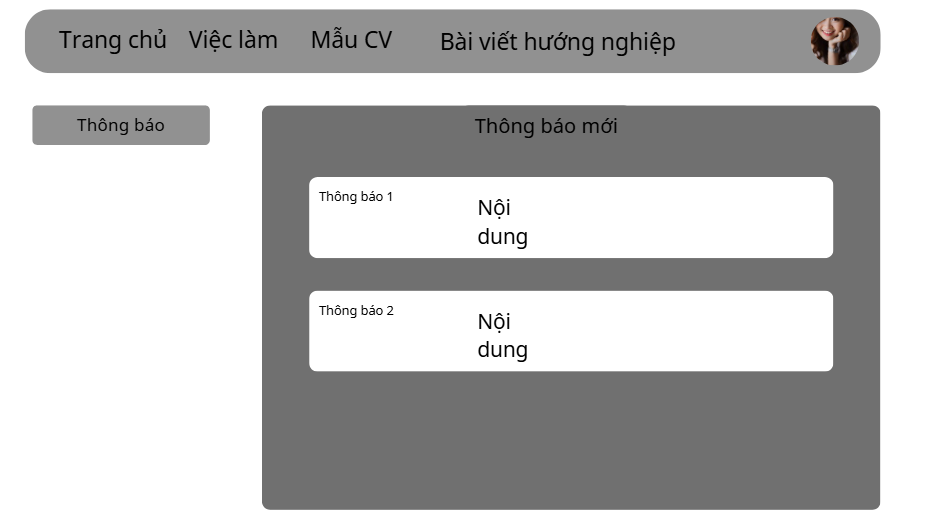 Trang chủ Việc làm Mẫu CV Bài viết hướng nghiệp
Thông báo
Thông báo mới
Thông báo 1
Nội
dung
Thông báo 2
Nội
dung